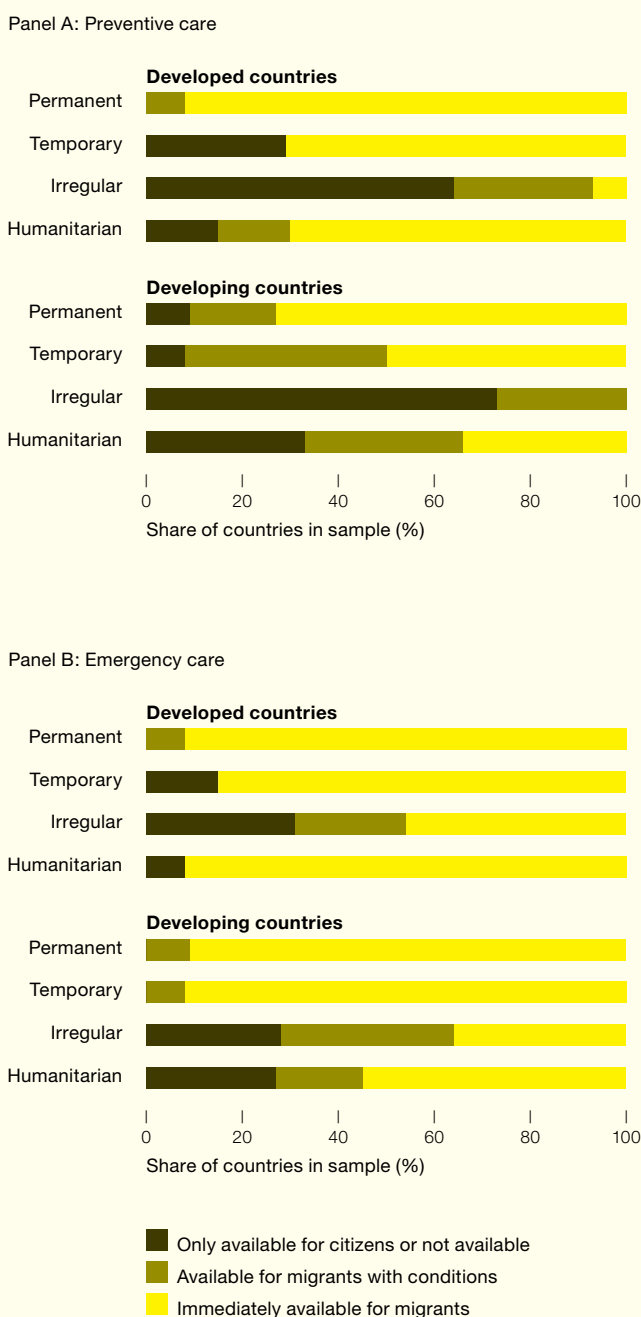 Panel A: Preventive care
Developed countries
Permanent
Temporary
Irregular
Humanitarian
Developing countries
Permanent
Temporary
Irregular
Humanitarian
0 20 40 60 80 100
Share of countries in sample (%)
Panel B: Emergency care
Developed countries
Permanent
Temporary
Irregular
Humanitarian
Developing countries
Permanent
Temporary
Irregular
Humanitarian
0 20 40 60 80 100
Share of countries in sample (%)
Only available for citizens or not available
Available for migrants with conditions
Immediately available for migrants